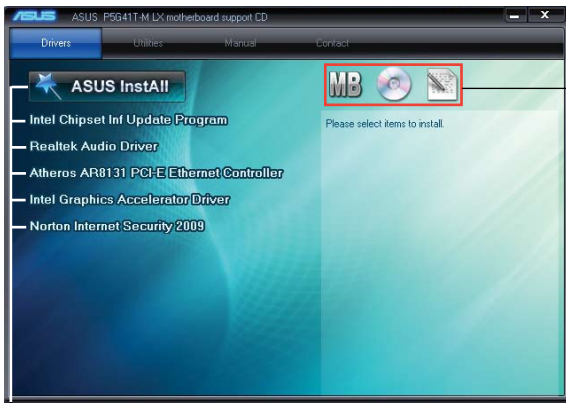 ASUS ASUS P5G41T-M LX motherboard support CD
Drivers Utilities Manual Contact
ASUS InstAll
MB
Intel Chipset Inf Update Program
Please select items to install.
Realtek Audio Driver
Atheros AR8131 PCI-E Ethernet Controller
Intel Graphics Accelerator Driver
Norton Internet Security 2009